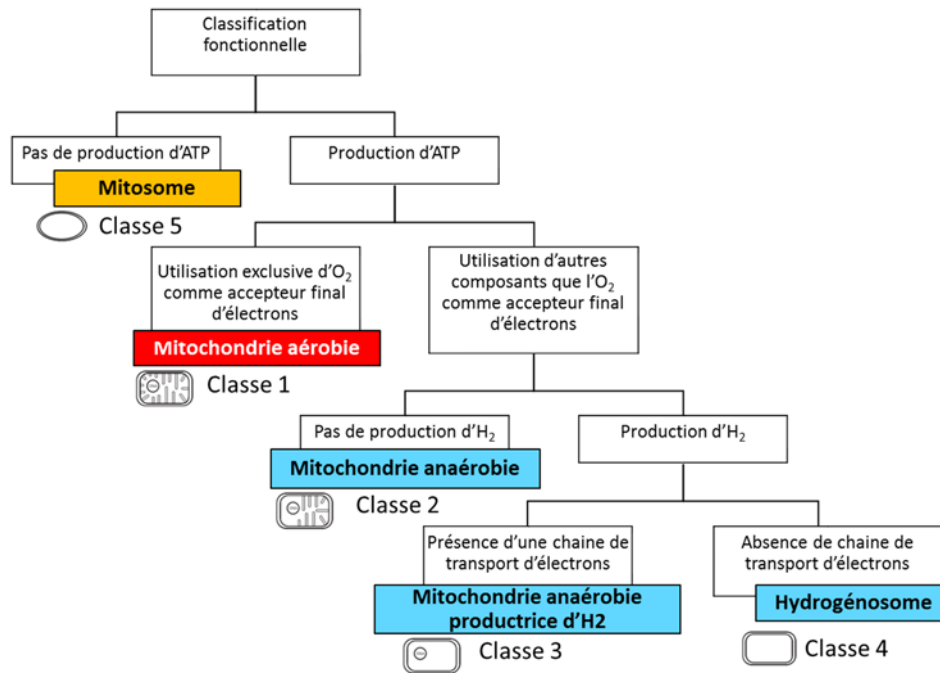 Classification
fonctionnelle
Pas de production d'ATP
Mitosome
Classe 5
Production d'ATP
Utilisation exclusive d'O₂
comme accepteur final
d'électrons
Mitochondrie aérobie
Classe 1
Utilisation d'autres
composants que l'O₂
comme accepteur final
d'électrons
Pas de production d'H₂
Mitochondrie anaérobie
Classe 2
Production d'H₂
Présence d'une chaine de
transport d'électrons
Mitochondrie anaérobie
productrice d'H2
Classe 3
Absence de chaine de
transport d'électrons
Hydrogénosome
Classe 4